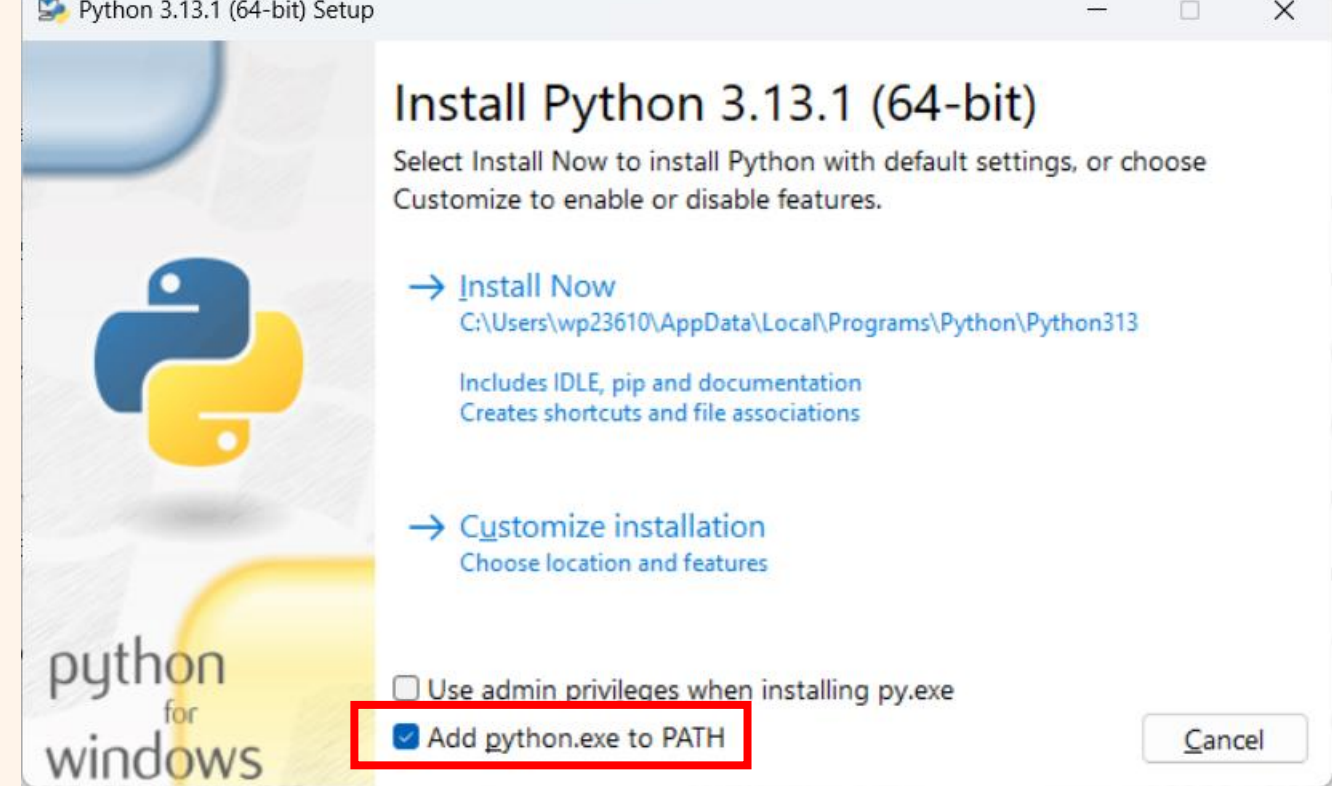 Python 3.13.1 (64-bit) Setup
Install Python 3.13.1 (64-bit)
Select Install Now to install Python with default settings, or choose
Customize to enable or disable features.
Install Now
C:\Users\wp23610\AppData\Local\Programs\Python\Python313
Includes IDLE, pip and documentation
Creates shortcuts and file associations
Customize installation
Choose location and features
python
for
windows
Use admin privileges when installing py.exe
Add python.exe to PATH
Cancel